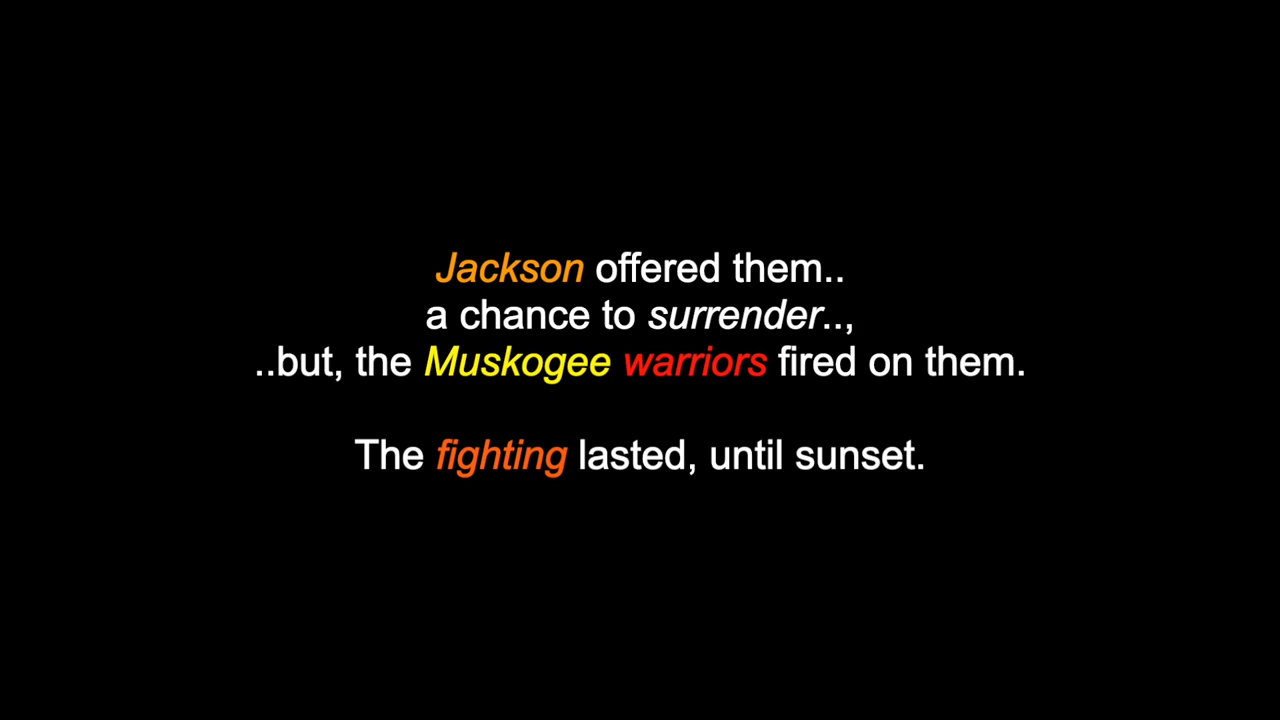 Jackson offered them..
a chance to surrender..,
..but, the Muskogee warriors fired on them.
The fighting lasted, until sunset.